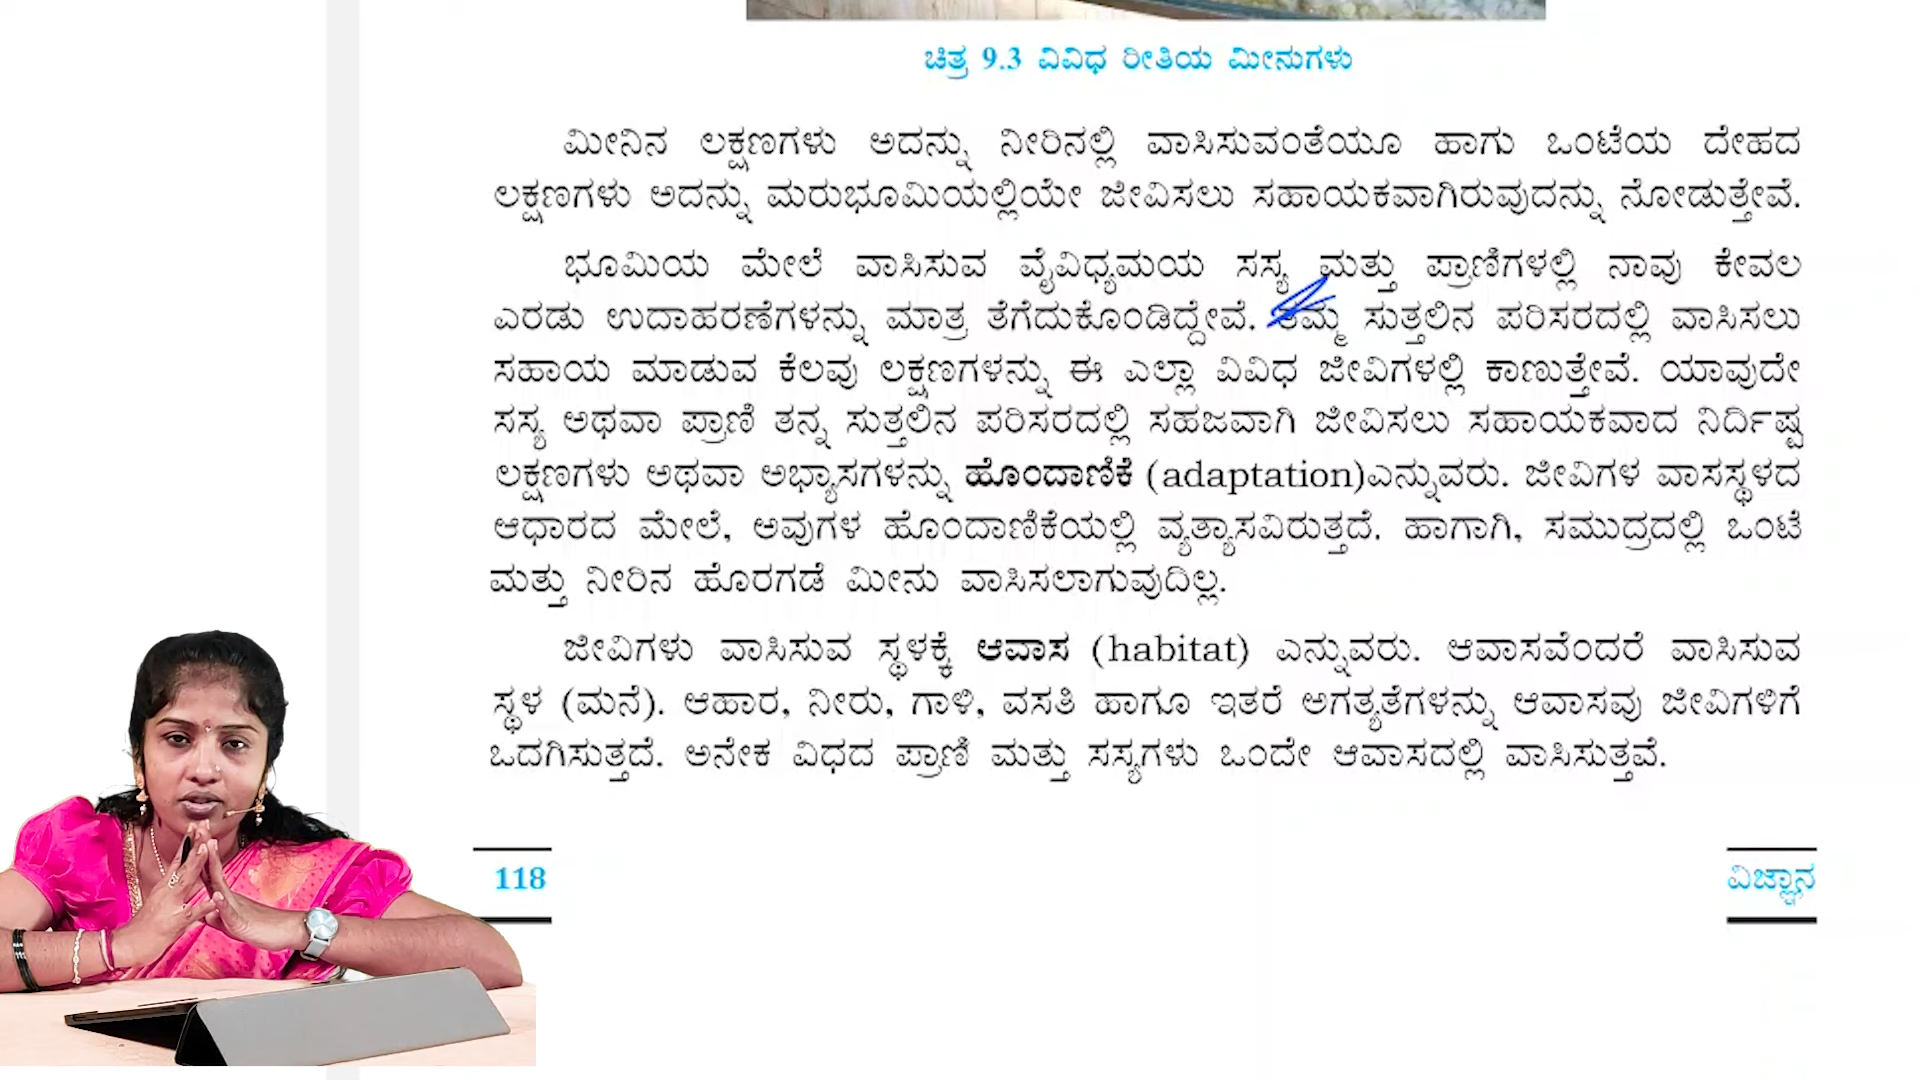 ಚಿತ್ರ 9.3 ವಿವಿಧ ರೀತಿಯ ಮೀನುಗಳು
ಮೀನಿನ ಲಕ್ಷಣಗಳು ಅದನ್ನು ನೀರಿನಲ್ಲಿ ವಾಸಿಸುವಂತೆಯೂ ಹಾಗು ಒಂಟೆಯ ದೇಹದ
ಲಕ್ಷಣಗಳು ಅದನ್ನು ಮರುಭೂಮಿಯಲ್ಲಿಯೇ ಜೀವಿಸಲು ಸಹಾಯಕವಾಗಿರುವುದನ್ನು ನೋಡುತ್ತೇವೆ.
ಭೂಮಿಯ ಮೇಲೆ ವಾಸಿಸುವ ವೈವಿಧ್ಯಮಯ ಸಸ್ಯ ಮತ್ತು ಪ್ರಾಣಿಗಳಲ್ಲಿ ನಾವು ಕೇವಲ
ಎರಡು ಉದಾಹರಣೆಗಳನ್ನು ಮಾತ್ರ ತೆಗೆದುಕೊಂಡಿದ್ದೇವೆ. ತಮ್ಮ ಸುತ್ತಲಿನ ಪರಿಸರದಲ್ಲಿ ವಾಸಿಸಲು
ಸಹಾಯ ಮಾಡುವ ಕೆಲವು ಲಕ್ಷಣಗಳನ್ನು ಈ ಎಲ್ಲಾ ವಿವಿಧ ಜೀವಿಗಳಲ್ಲಿ ಕಾಣುತ್ತೇವೆ. ಯಾವುದೇ
ಸಸ್ಯ ಅಥವಾ ಪ್ರಾಣಿ ತನ್ನ ಸುತ್ತಲಿನ ಪರಿಸರದಲ್ಲಿ ಸಹಜವಾಗಿ ಜೀವಿಸಲು ಸಹಾಯಕವಾದ ನಿರ್ದಿಷ್ಟ
ಲಕ್ಷಣಗಳು ಅಥವಾ ಅಭ್ಯಾಸಗಳನ್ನು ಹೊಂದಾಣಿಕೆ (adaptation)ಎನ್ನುವರು. ಜೀವಿಗಳ ವಾಸಸ್ಥಳದ
ಆಧಾರದ ಮೇಲೆ, ಅವುಗಳ ಹೊಂದಾಣಿಕೆಯಲ್ಲಿ ವ್ಯತ್ಯಾಸವಿರುತ್ತದೆ. ಹಾಗಾಗಿ, ಸಮುದ್ರದಲ್ಲಿ ಒಂಟೆ
ಮತ್ತು ನೀರಿನ ಹೊರಗಡೆ ಮೀನು ವಾಸಿಸಲಾಗುವುದಿಲ್ಲ.
ಜೀವಿಗಳು ವಾಸಿಸುವ ಸ್ಥಳಕ್ಕೆ ಆವಾಸ (habitat) ಎನ್ನುವರು. ಆವಾಸವೆಂದರೆ ವಾಸಿಸುವ
ಸ್ಥಳ (ಮನೆ). ಆಹಾರ, ನೀರು, ಗಾಳಿ, ವಸತಿ ಹಾಗೂ ಇತರೆ ಅಗತ್ಯತೆಗಳನ್ನು ಆವಾಸವು ಜೀವಿಗಳಿಗೆ
ಒದಗಿಸುತ್ತದೆ. ಅನೇಕ ವಿಧದ ಪ್ರಾಣಿ ಮತ್ತು ಸಸ್ಯಗಳು ಒಂದೇ ಆವಾಸದಲ್ಲಿ ವಾಸಿಸುತ್ತವೆ.
118
ವಿಜ್ಞಾನ